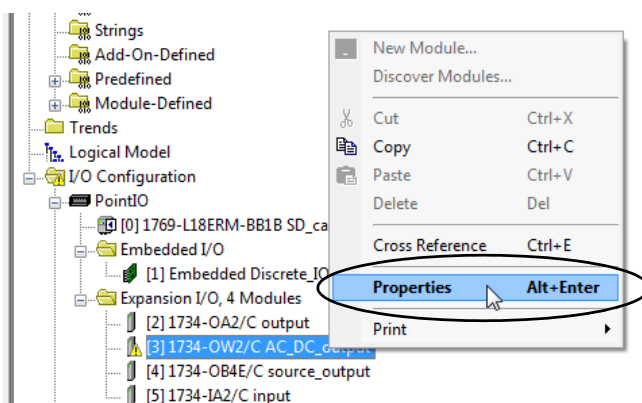 Strings
Add-On-Defined
Predefined
Module-Defined
Trends
Logical Model
I/O Configuration
PointIO
[0] 1769-L18ERM-BB1B SD_ca
Embedded I/O
[1] Embedded Discrete_IO
Expansion I/O, 4 Modules
[2] 1734-OA2/C output
[3] 1734-OW2/C AC_DC_output
[4] 1734-OB4E/C source_output
[5] 1734-IA2/C input
New Module...
Discover Modules...
Cut Ctrl+X
Copy Ctrl+C
Paste Ctrl+V
Delete Del
Cross Reference Ctrl+E
Properties Alt+Enter
Print